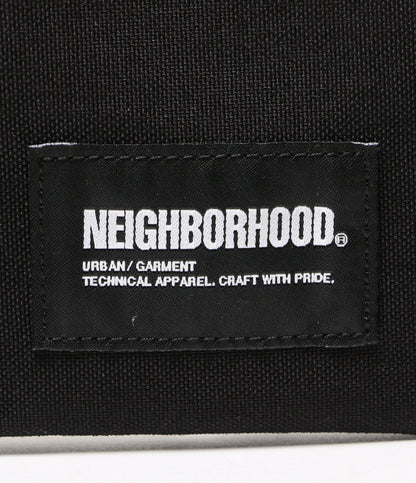 NEIGHBORHOOD®
URBAN/GARMENT
TECHNICAL APPAREL. CRAFT WITH PRIDE.